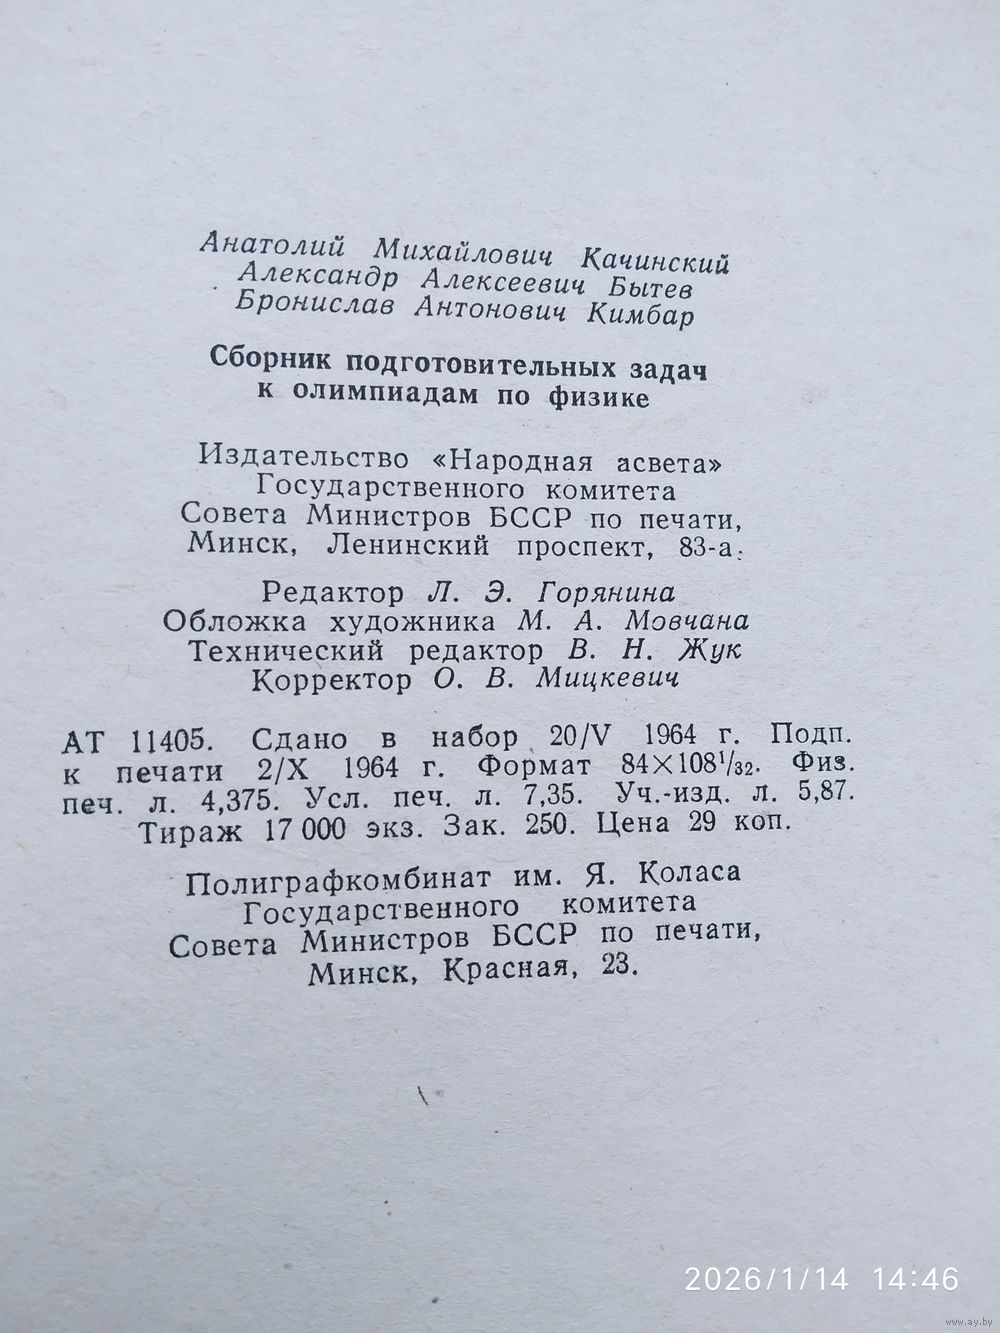 Анатолий Михайлович Качинский
Александр Алексеевич Бытев
Бронислав Антонович Кимбар
Сборник подготовительных задач
к олимпиадам по физике
Издательство «Народная асвета»
Государственного комитета
Совета Министров БССР по печати,
Минск, Ленинский проспект, 83-а.
Редактор Л. Э. Горянина
Обложка художника М. А. Мовчана
Технический редактор В. Н. Жук
Корректор О. В. Мицкевич
АТ 11405. Сдано в набор 20/V 1964 г. Подп.
к печати 2/X 1964 г. Формат 84×108¹/₃₂. Физ.
печ. л. 4,375. Усл. печ. л. 7,35. Уч.-изд. л. 5,87.
Тираж 17 000 экз. Зак. 250. Цена 29 коп.
Полиграфкомбинат им. Я. Коласа
Государственного комитета
Совета Министров БССР по печати,
Минск, Красная, 23.
2026/1/14 14:46
www.ay.by